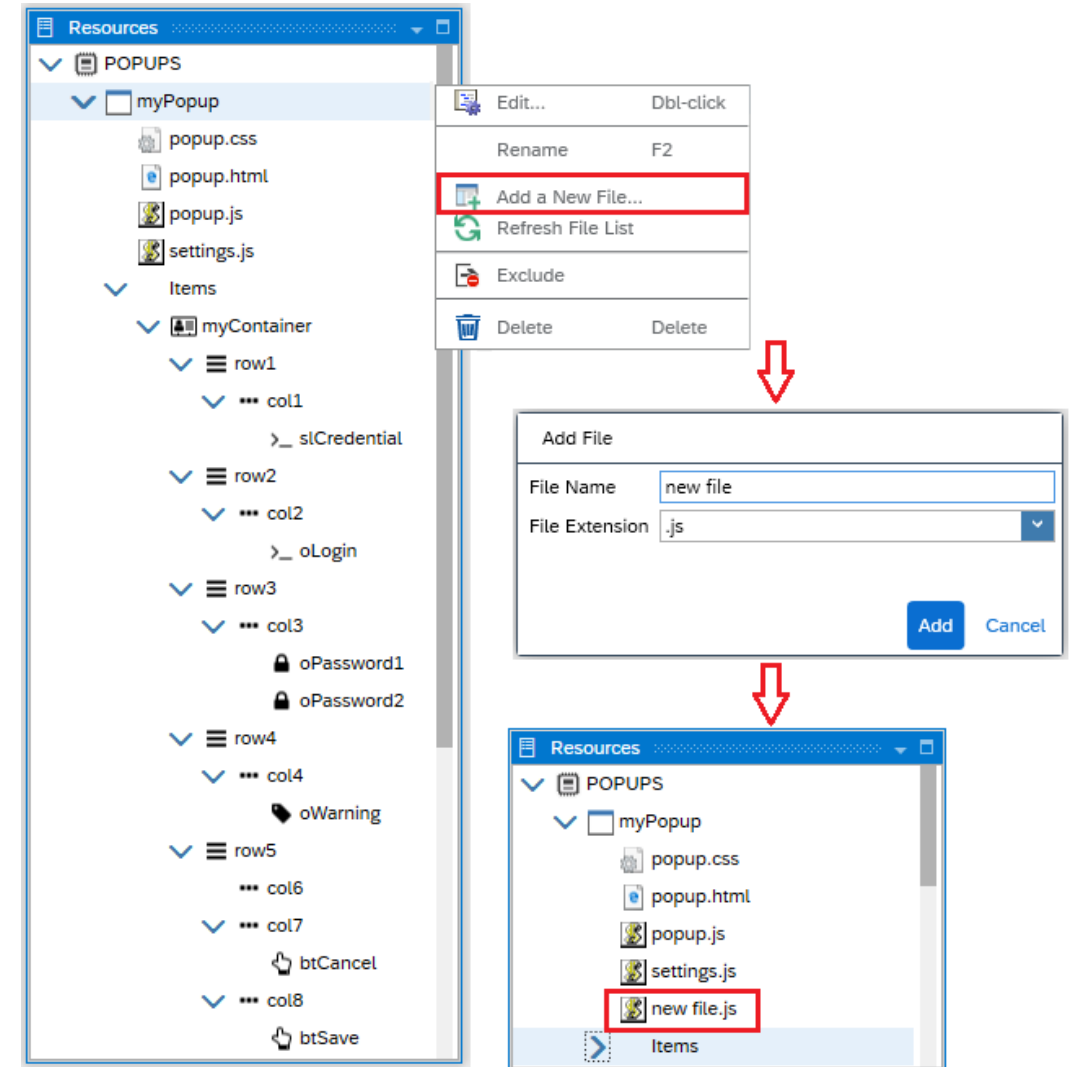 Resources
POPUPS
myPopup
popup.css
popup.html
popup.js
settings.js
Items
myContainer
row1
col1
slCredential
row2
col2
oLogin
row3
col3
oPassword1
oPassword2
row4
col4
oWarning
row5
col6
col7
btCancel
col8
btSave
Edit... Dbl-click
Rename F2
Add a New File...
Refresh File List
Exclude
Delete Delete
Add File
File Name new file
File Extension .js
Add Cancel
Resources
POPUPS
myPopup
popup.css
popup.html
popup.js
settings.js
new file.js
Items